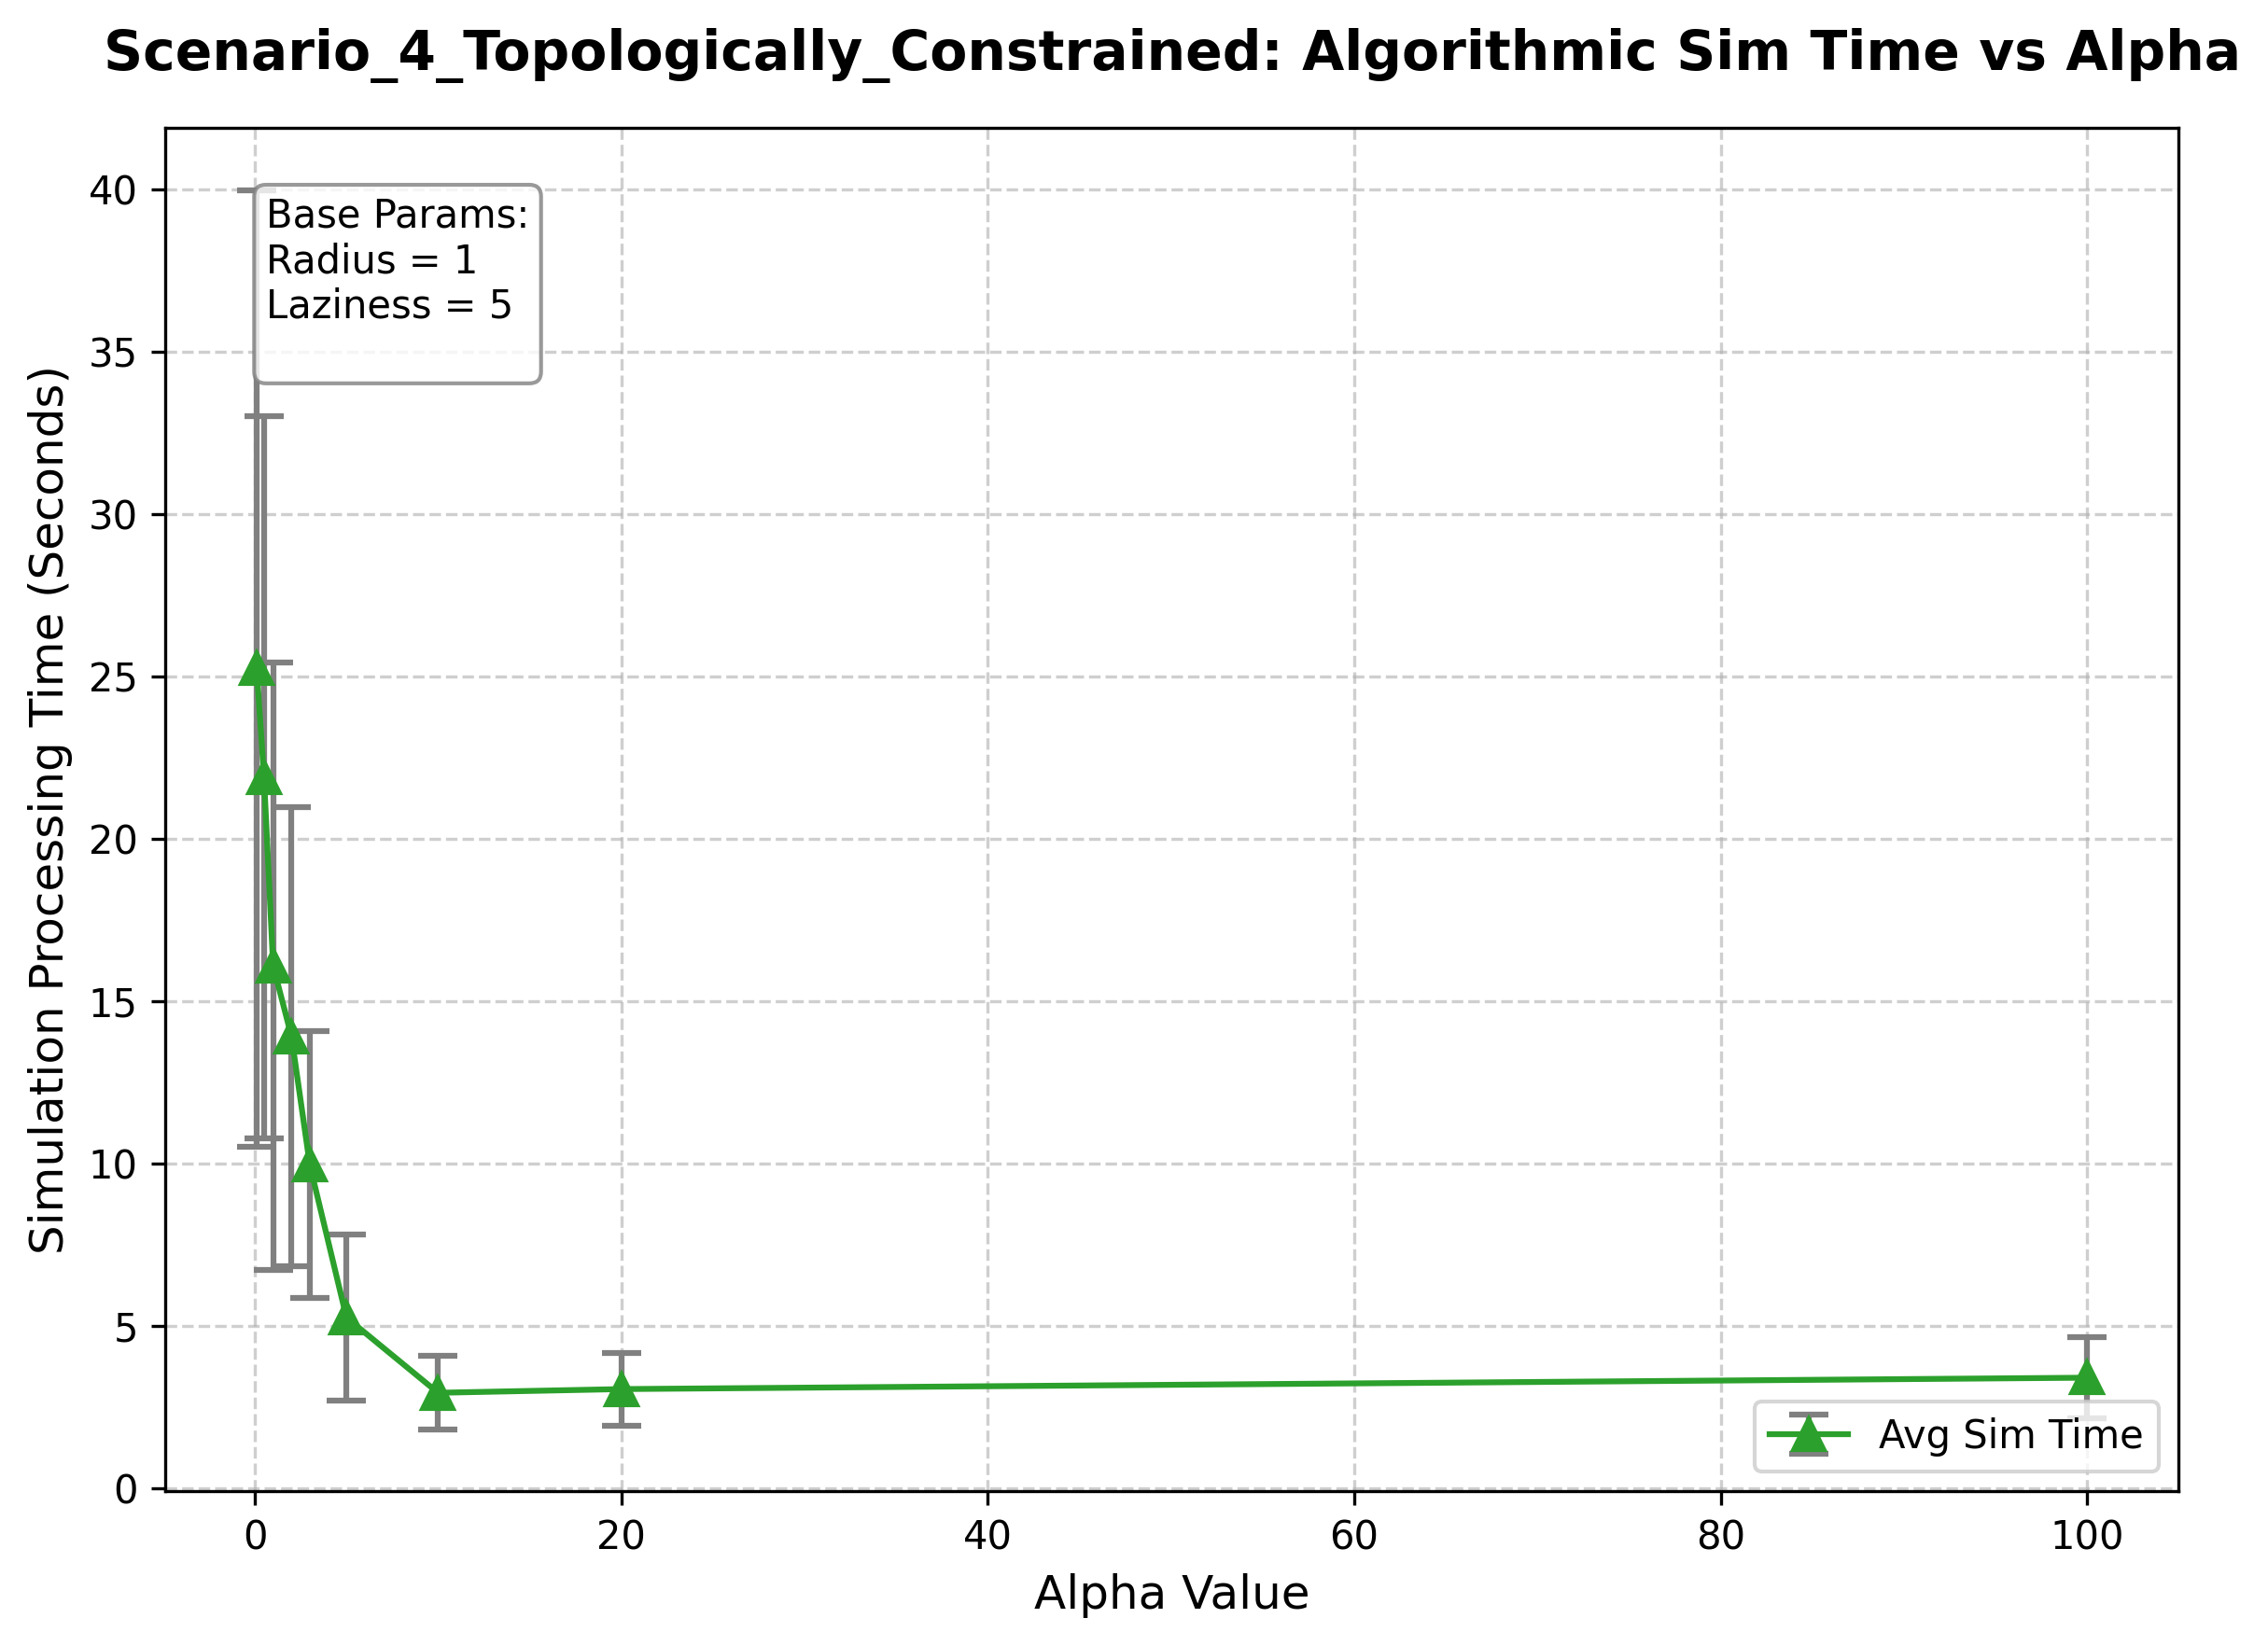 Scenario_4_Topologically_Constrained: Algorithmic Sim Time vs Alpha
Simulation Processing Time (Seconds)
40
35
30
25
20
15
10
5
0
Base Params:
Radius = 1
Laziness = 5
Avg Sim Time
0 20 40 60 80 100
Alpha Value